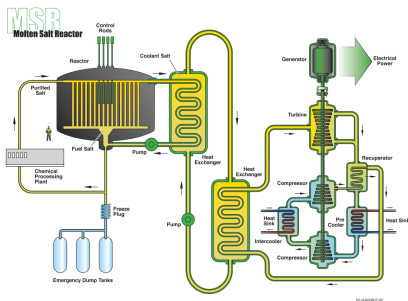 MSR
Molten Salt Reactor
Control
Rods
Coolant Salt
Reactor
Purified
Salt
Fuel Salt
Pump
Chemical
Processing
Plant
Freeze
Plug
Emergency Dump Tanks
Heat
Exchanger
Pump
Heat
Exchanger
Generator
Electrical
Power
Turbine
Recuperator
Compressor
Heat
Sink
Intercooler
Pre
Cooler
Heat Sink
Compressor